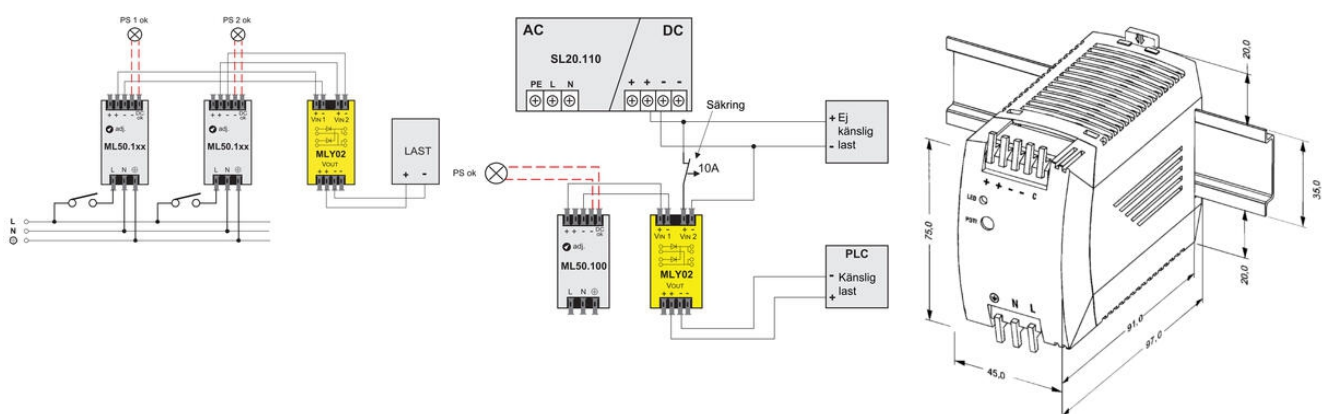 PS 1 ok
PS 2 ok
+ + - - DC ok
adj.
ML50.1xx
L N
+ + - - DC ok
adj.
ML50.1xx
L N
+ - + -
VIN 1 VIN 2
MLY02
VOUT
+ + - -
LAST
+ -
L
N
AC DC
SL20.110
PE L N
+ + - -
Säkring
10A
+ Ej
känslig
- last
PS ok
+ + - - DC ok
adj.
ML50.100
L N
+ - + -
VIN 1 VIN 2
MLY02
VOUT
+ + - -
PLC
- Känslig
+ last
20,0
35,0
20,0
75,0
+ + - - C
LED
POTI
N L
91,0
97,0
45,0